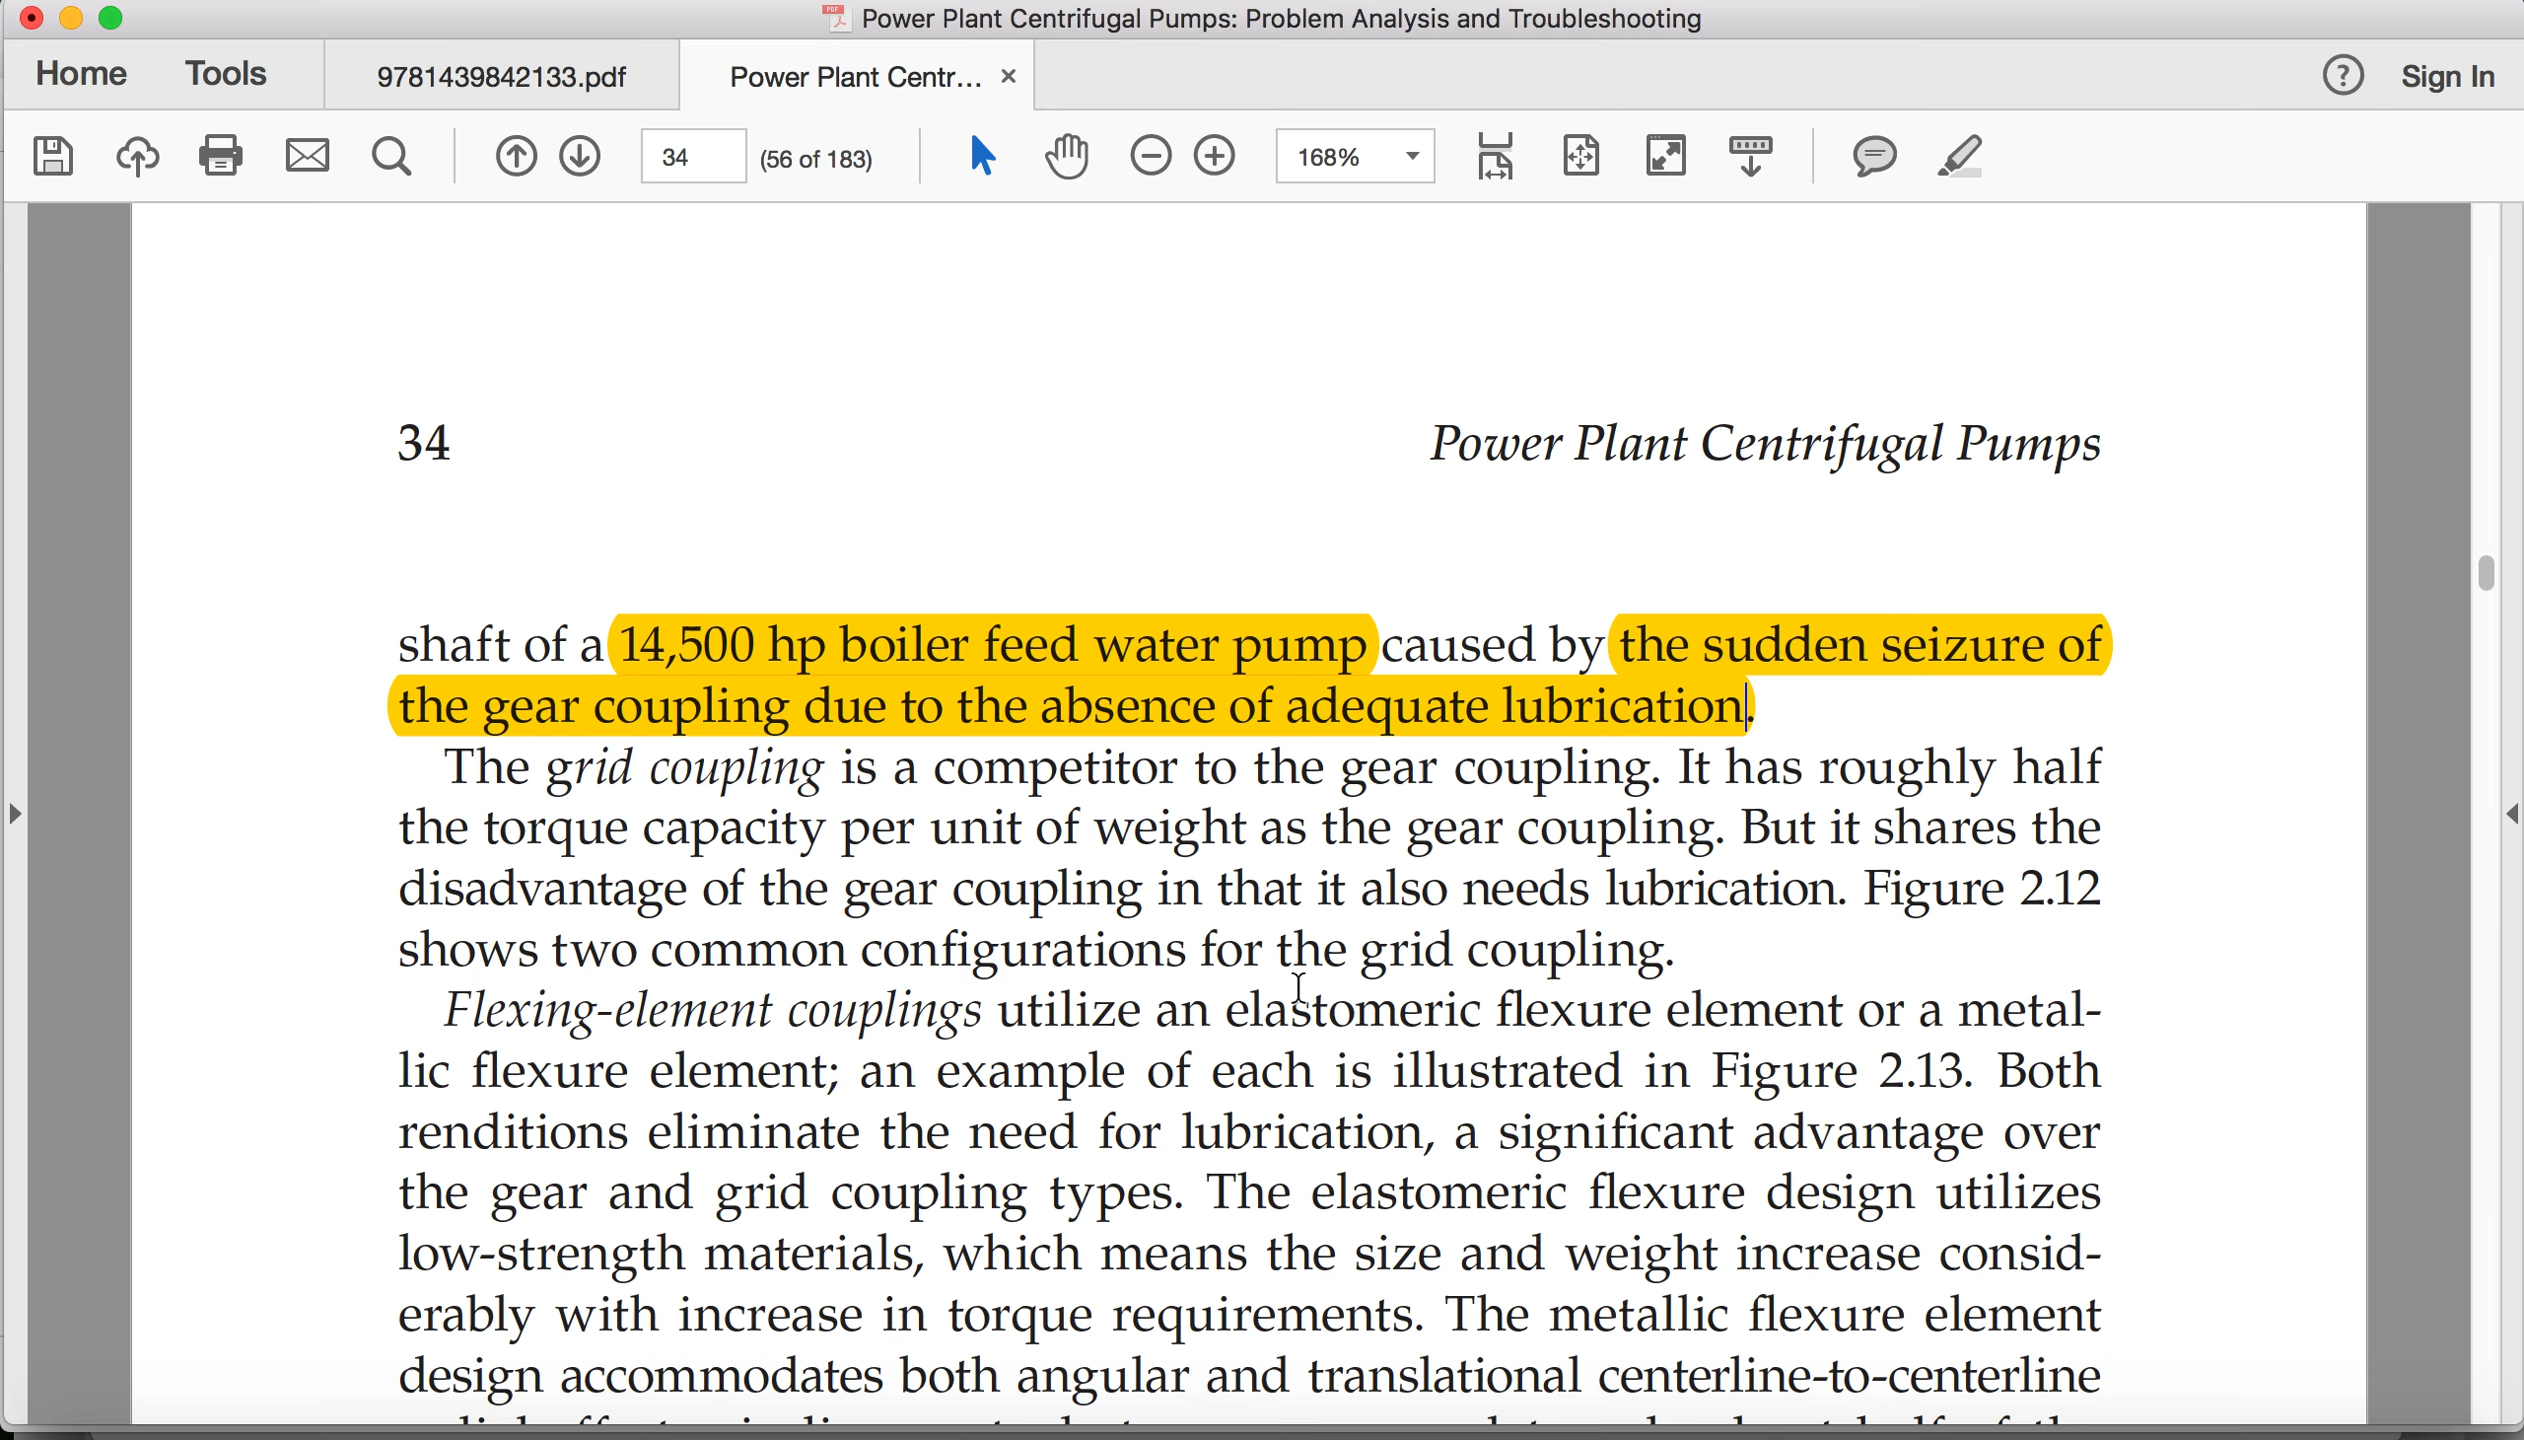 Power Plant Centrifugal Pumps: Problem Analysis and Troubleshooting
Home Tools 9781439842133.pdf Power Plant Centr... × ? Sign In
34 (56 of 183) 168%
34 Power Plant Centrifugal Pumps
shaft of a 14,500 hp boiler feed water pump caused by the sudden seizure of
the gear coupling due to the absence of adequate lubrication.
The grid coupling is a competitor to the gear coupling. It has roughly half
the torque capacity per unit of weight as the gear coupling. But it shares the
disadvantage of the gear coupling in that it also needs lubrication. Figure 2.12
shows two common configurations for the grid coupling.
Flexing-element couplings utilize an elastomeric flexure element or a metal-
lic flexure element; an example of each is illustrated in Figure 2.13. Both
renditions eliminate the need for lubrication, a significant advantage over
the gear and grid coupling types. The elastomeric flexure design utilizes
low-strength materials, which means the size and weight increase consid-
erably with increase in torque requirements. The metallic flexure element
design accommodates both angular and translational centerline-to-centerline